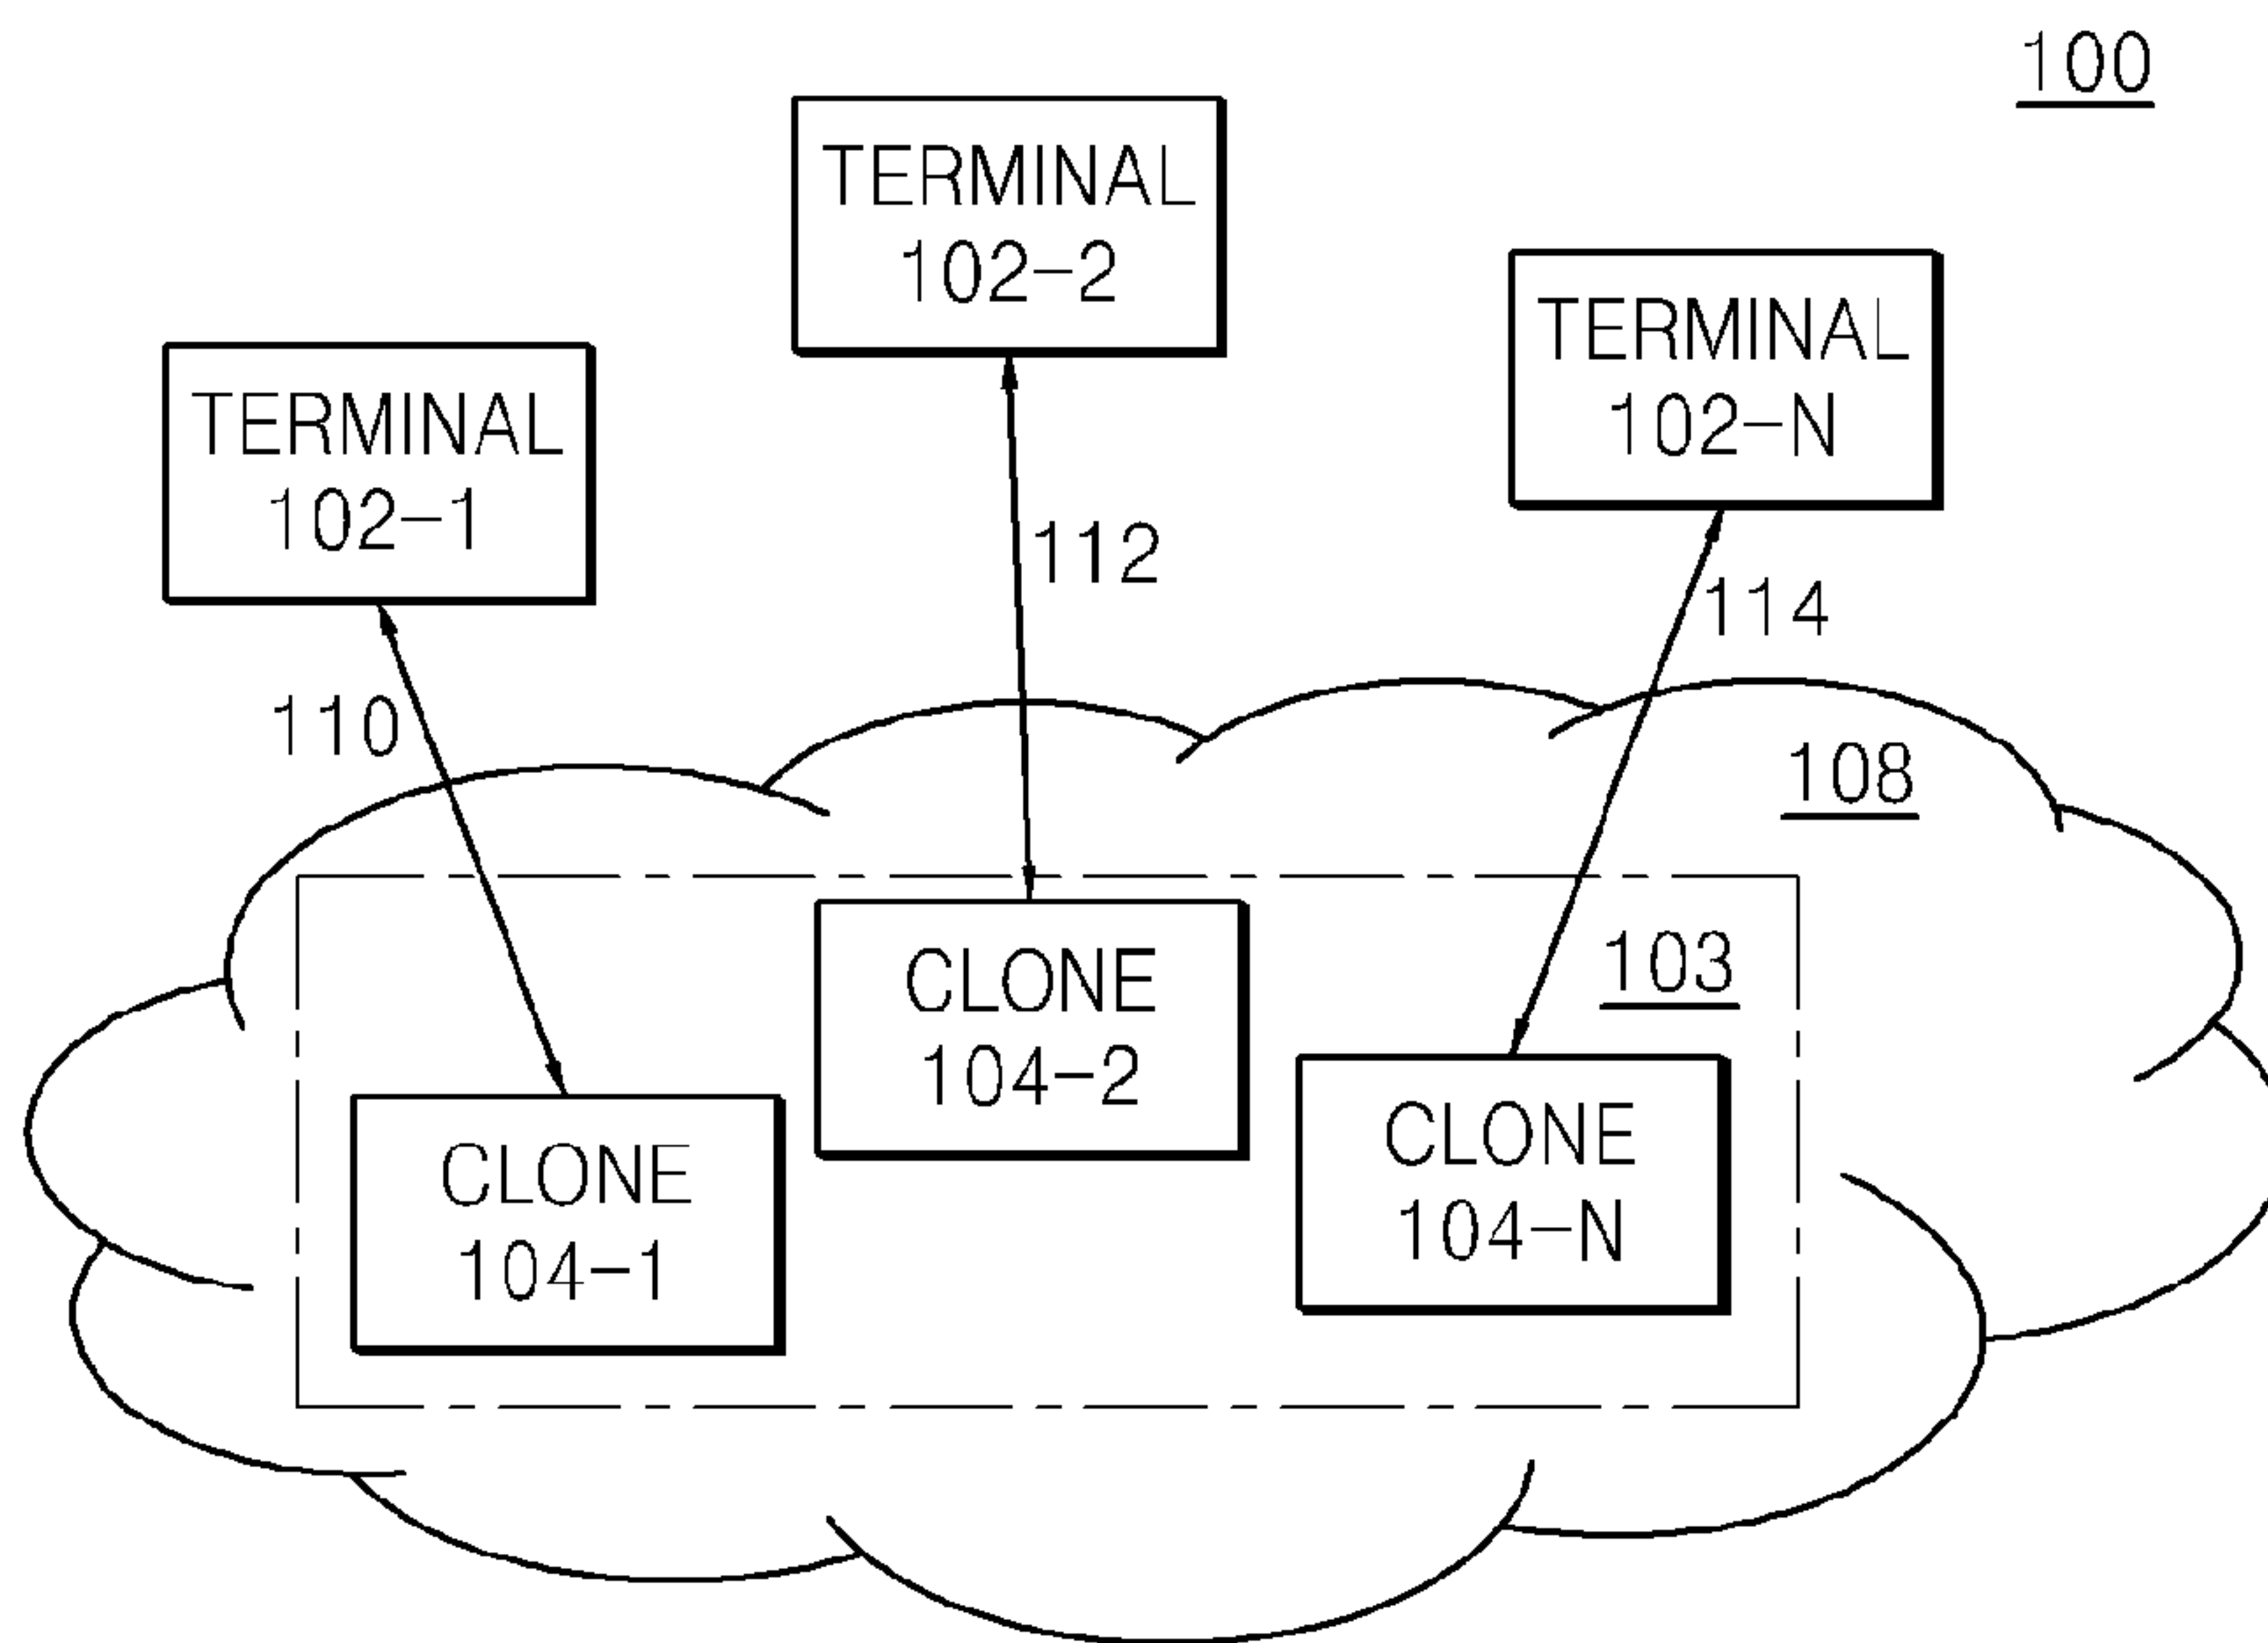 100
TERMINAL
102-2
TERMINAL
102-N
TERMINAL
102-1
112
114
110
108
103
CLONE
104-2
CLONE
104-N
CLONE
104-1